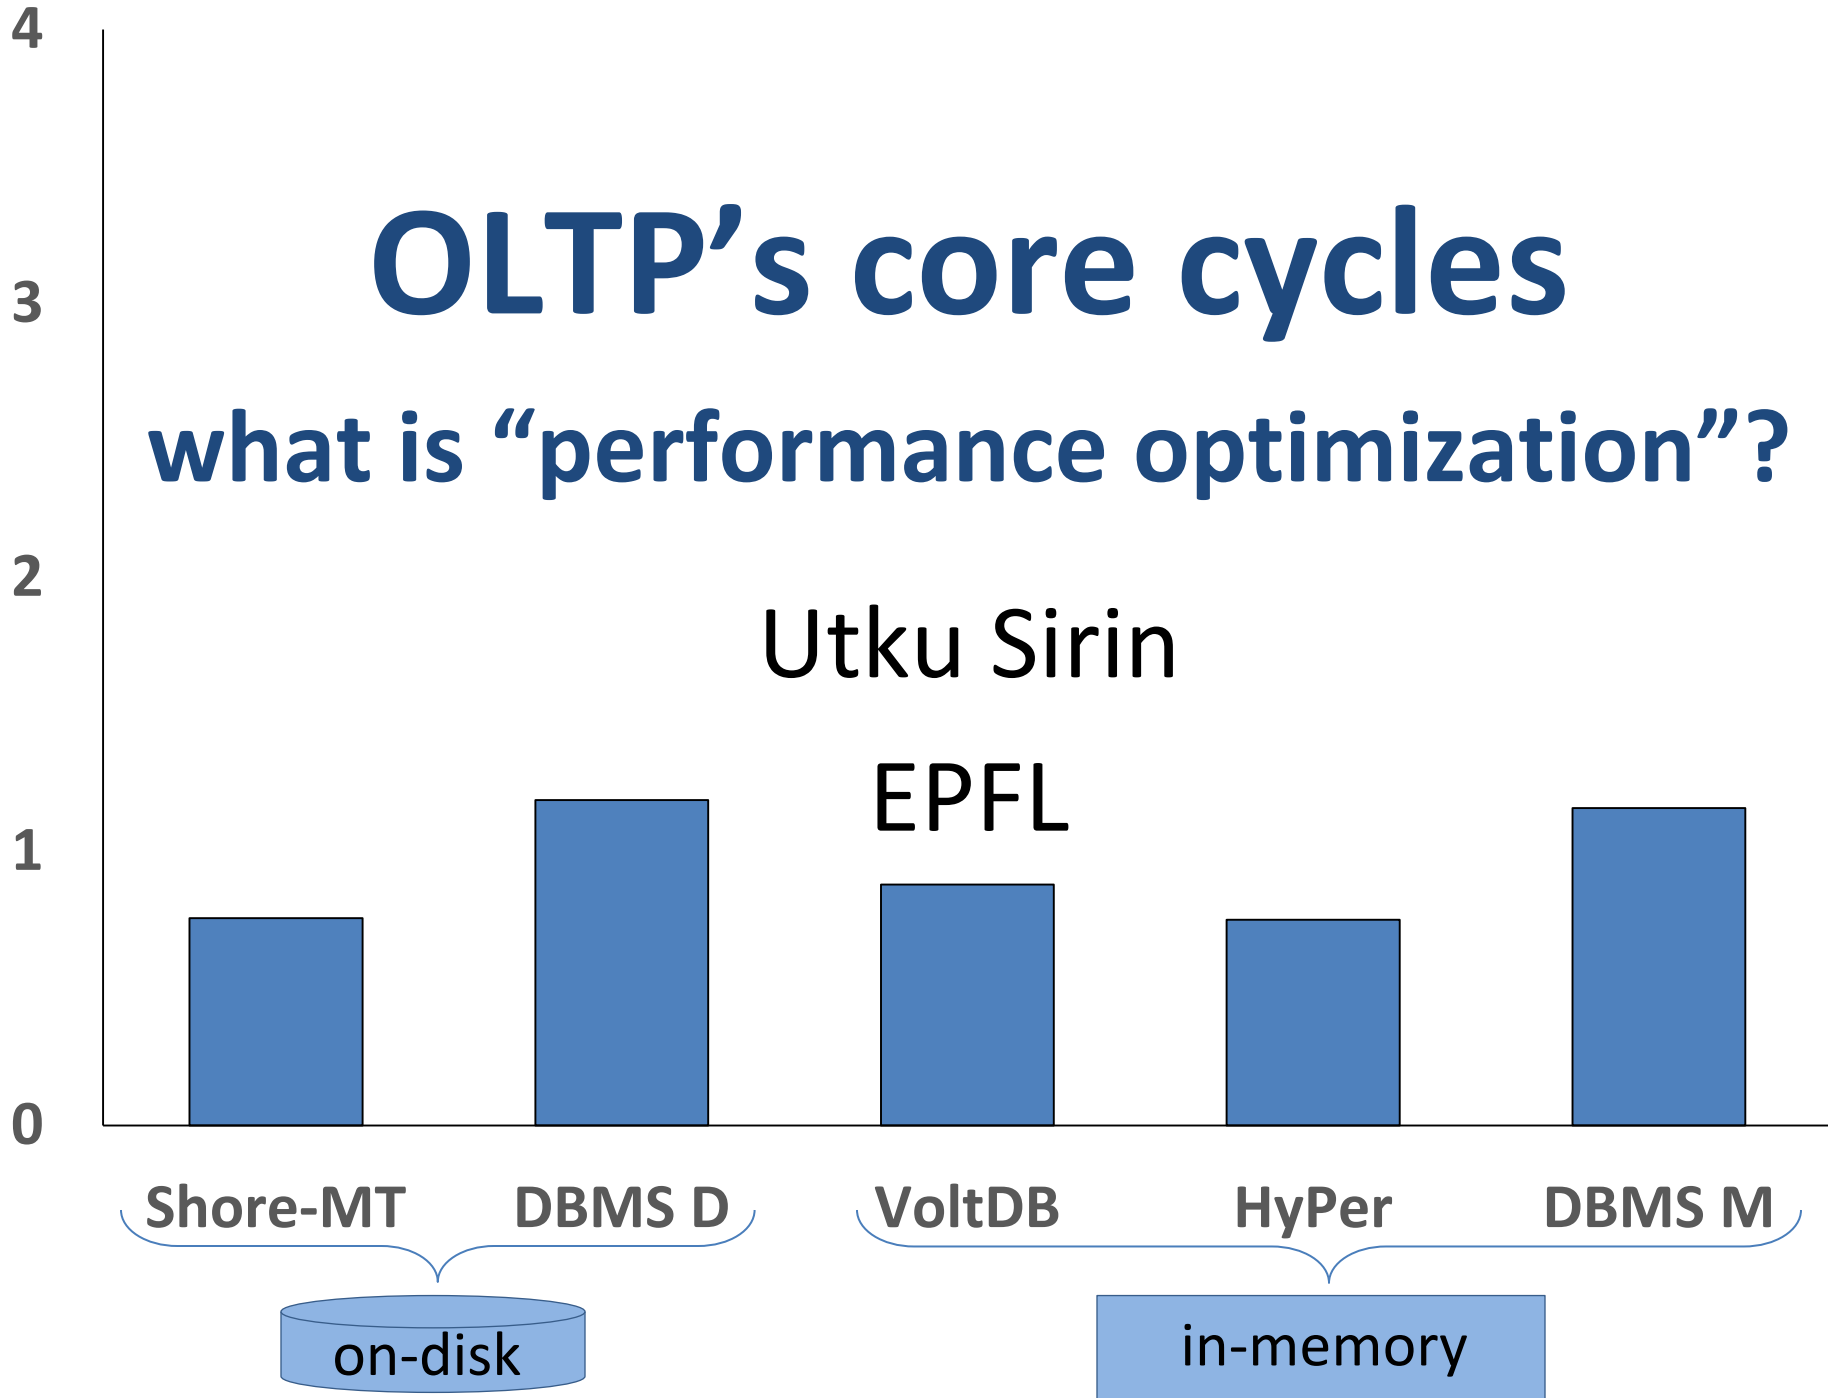 4
OLTP’s core cycles
3
what is “performance optimization”?
2
Utku Sirin
EPFL
1
0
Shore-MT DBMS D VoltDB HyPer DBMS M
on-disk in-memory